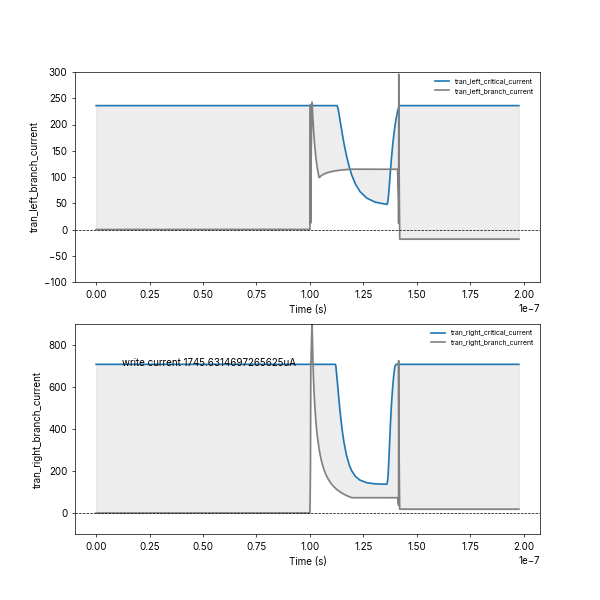 300
250
200
150
100
50
0
−50
−100
tran_left_branch_current
tran_left_critical_current
tran_left_branch_current
0.00 0.25 0.50 0.75 1.00 1.25 1.50 1.75 2.00
Time (s)
1e−7
800
600
400
200
0
tran_right_branch_current
write current 1745.6314697265625uA
tran_right_critical_current
tran_right_branch_current
0.00 0.25 0.50 0.75 1.00 1.25 1.50 1.75 2.00
Time (s)
1e−7